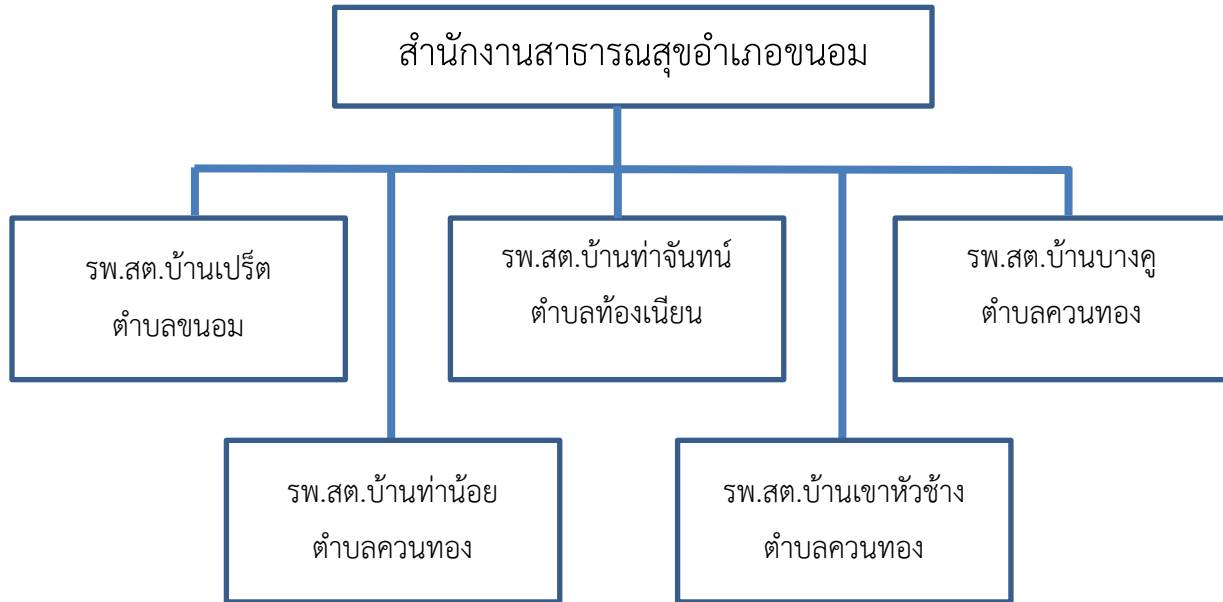 สำนักงานสาธารณสุขอำเภอขนอม
รพ.สต.บ้านเปร็ต
ตำบลขนอม
รพ.สต.บ้านท่าจันทน์
ตำบลท้องเนียน
รพ.สต.บ้านบางคู
ตำบลควนทอง
รพ.สต.บ้านท่าน้อย
ตำบลควนทอง
รพ.สต.บ้านเขาหัวช้าง
ตำบลควนทอง